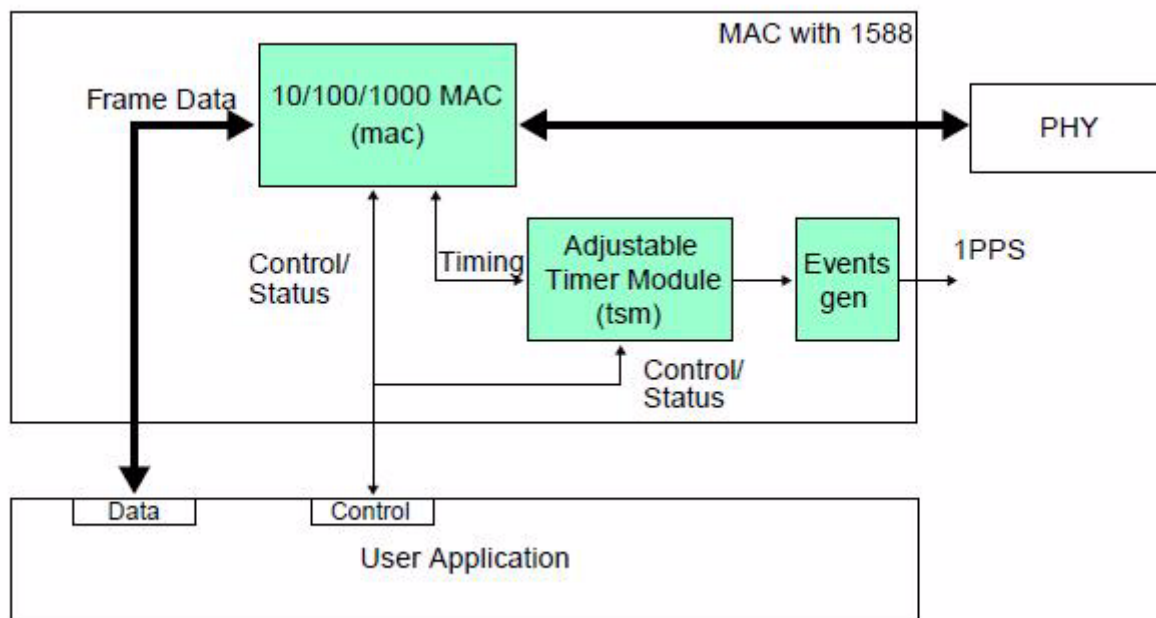 MAC with 1588
10/100/1000 MAC
(mac)
Frame Data
PHY
Control/
Status
Timing
Adjustable
Timer Module
(tsm)
Events
gen
1PPS
Control/
Status
Data
Control
User Application